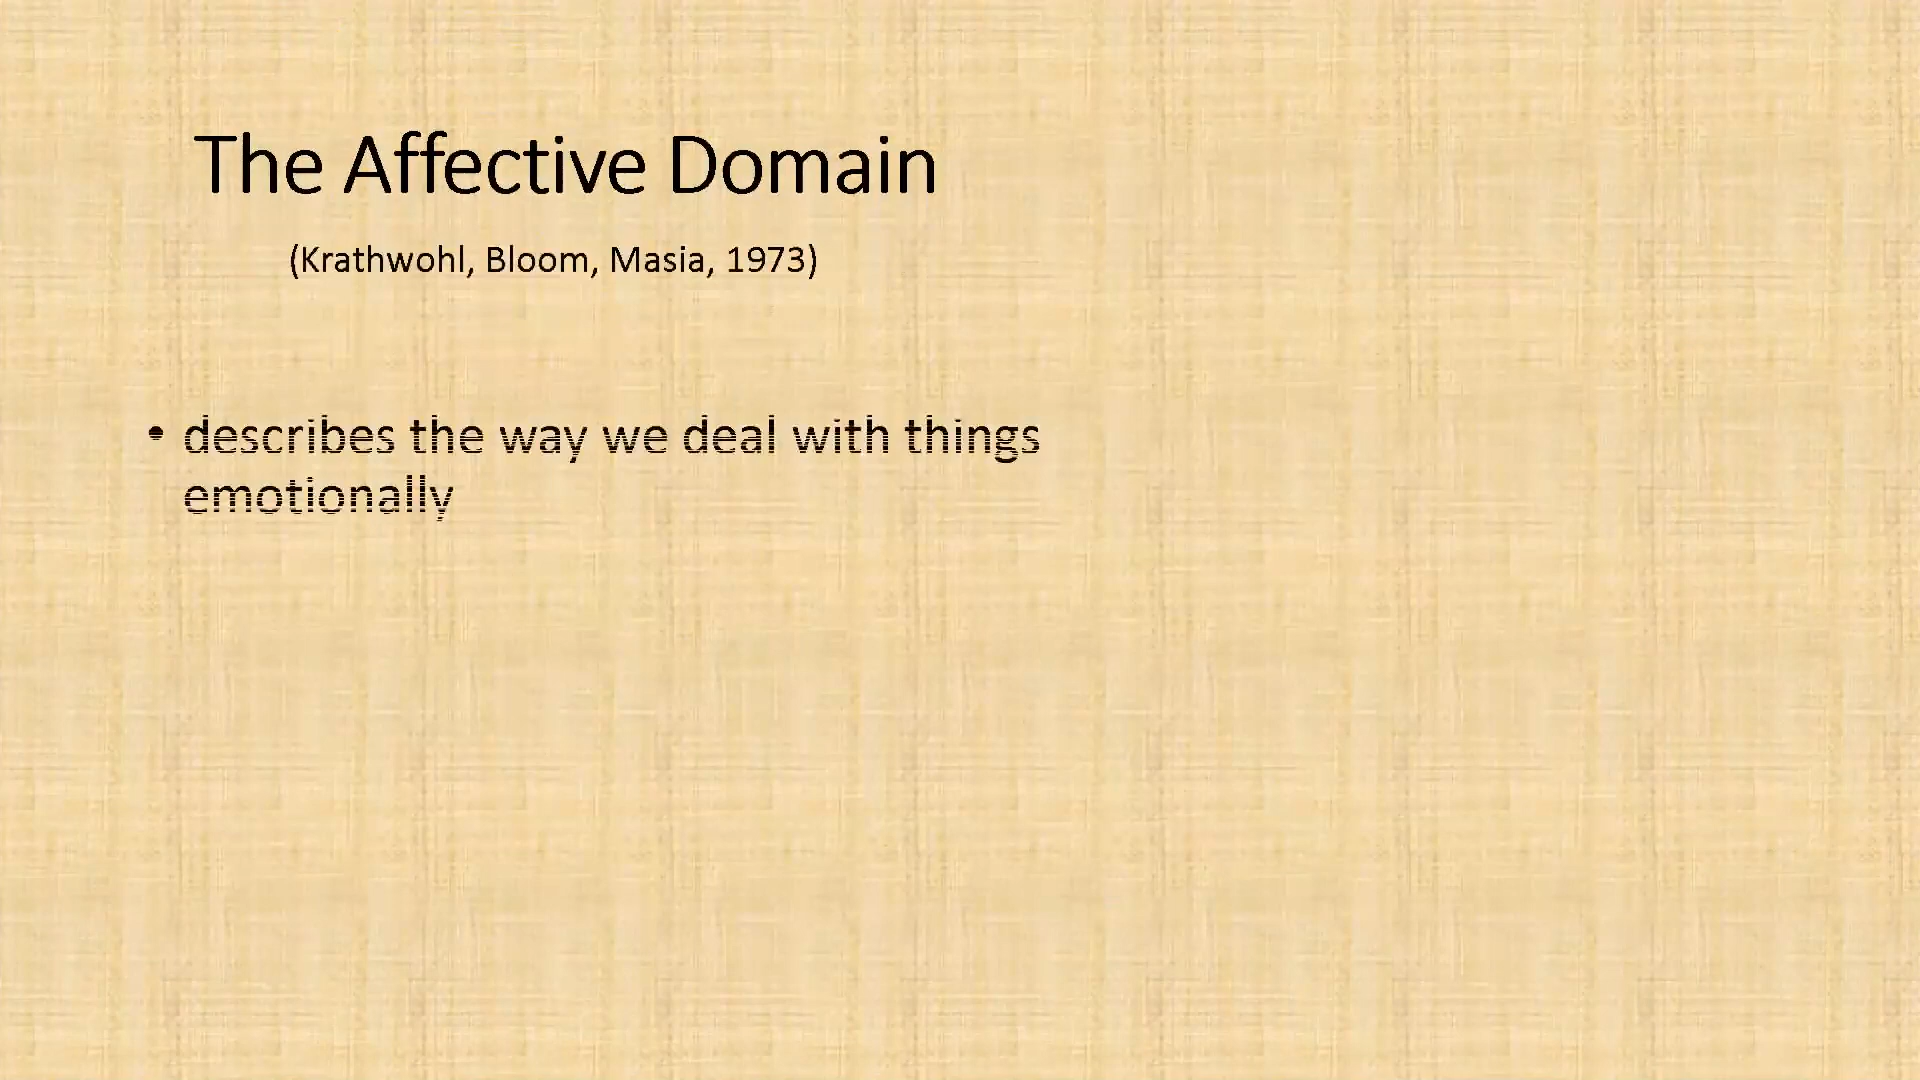 The Affective Domain
(Krathwohl, Bloom, Masia, 1973)
• describes the way we deal with things
emotionally